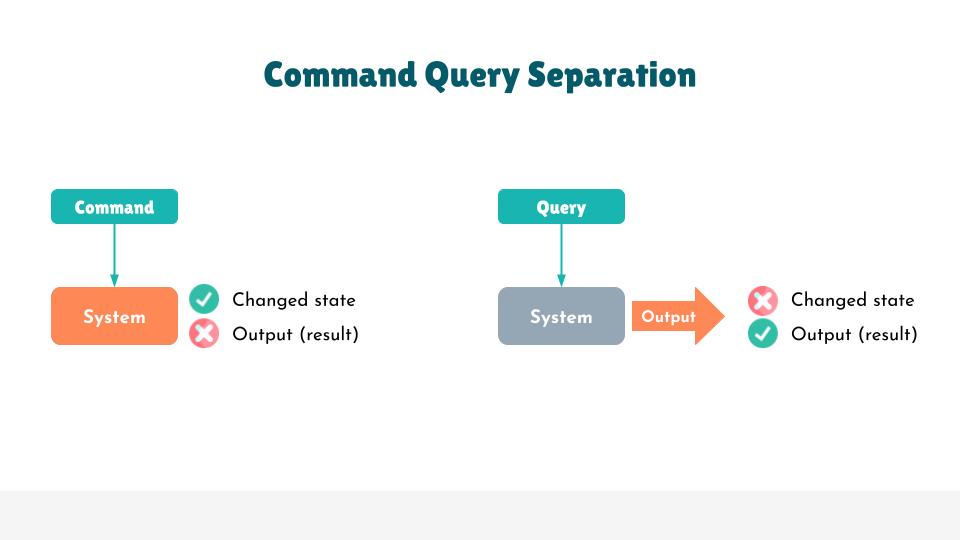 Command Query Separation
Command
System
Changed state
Output (result)
Query
System
Output
Changed state
Output (result)